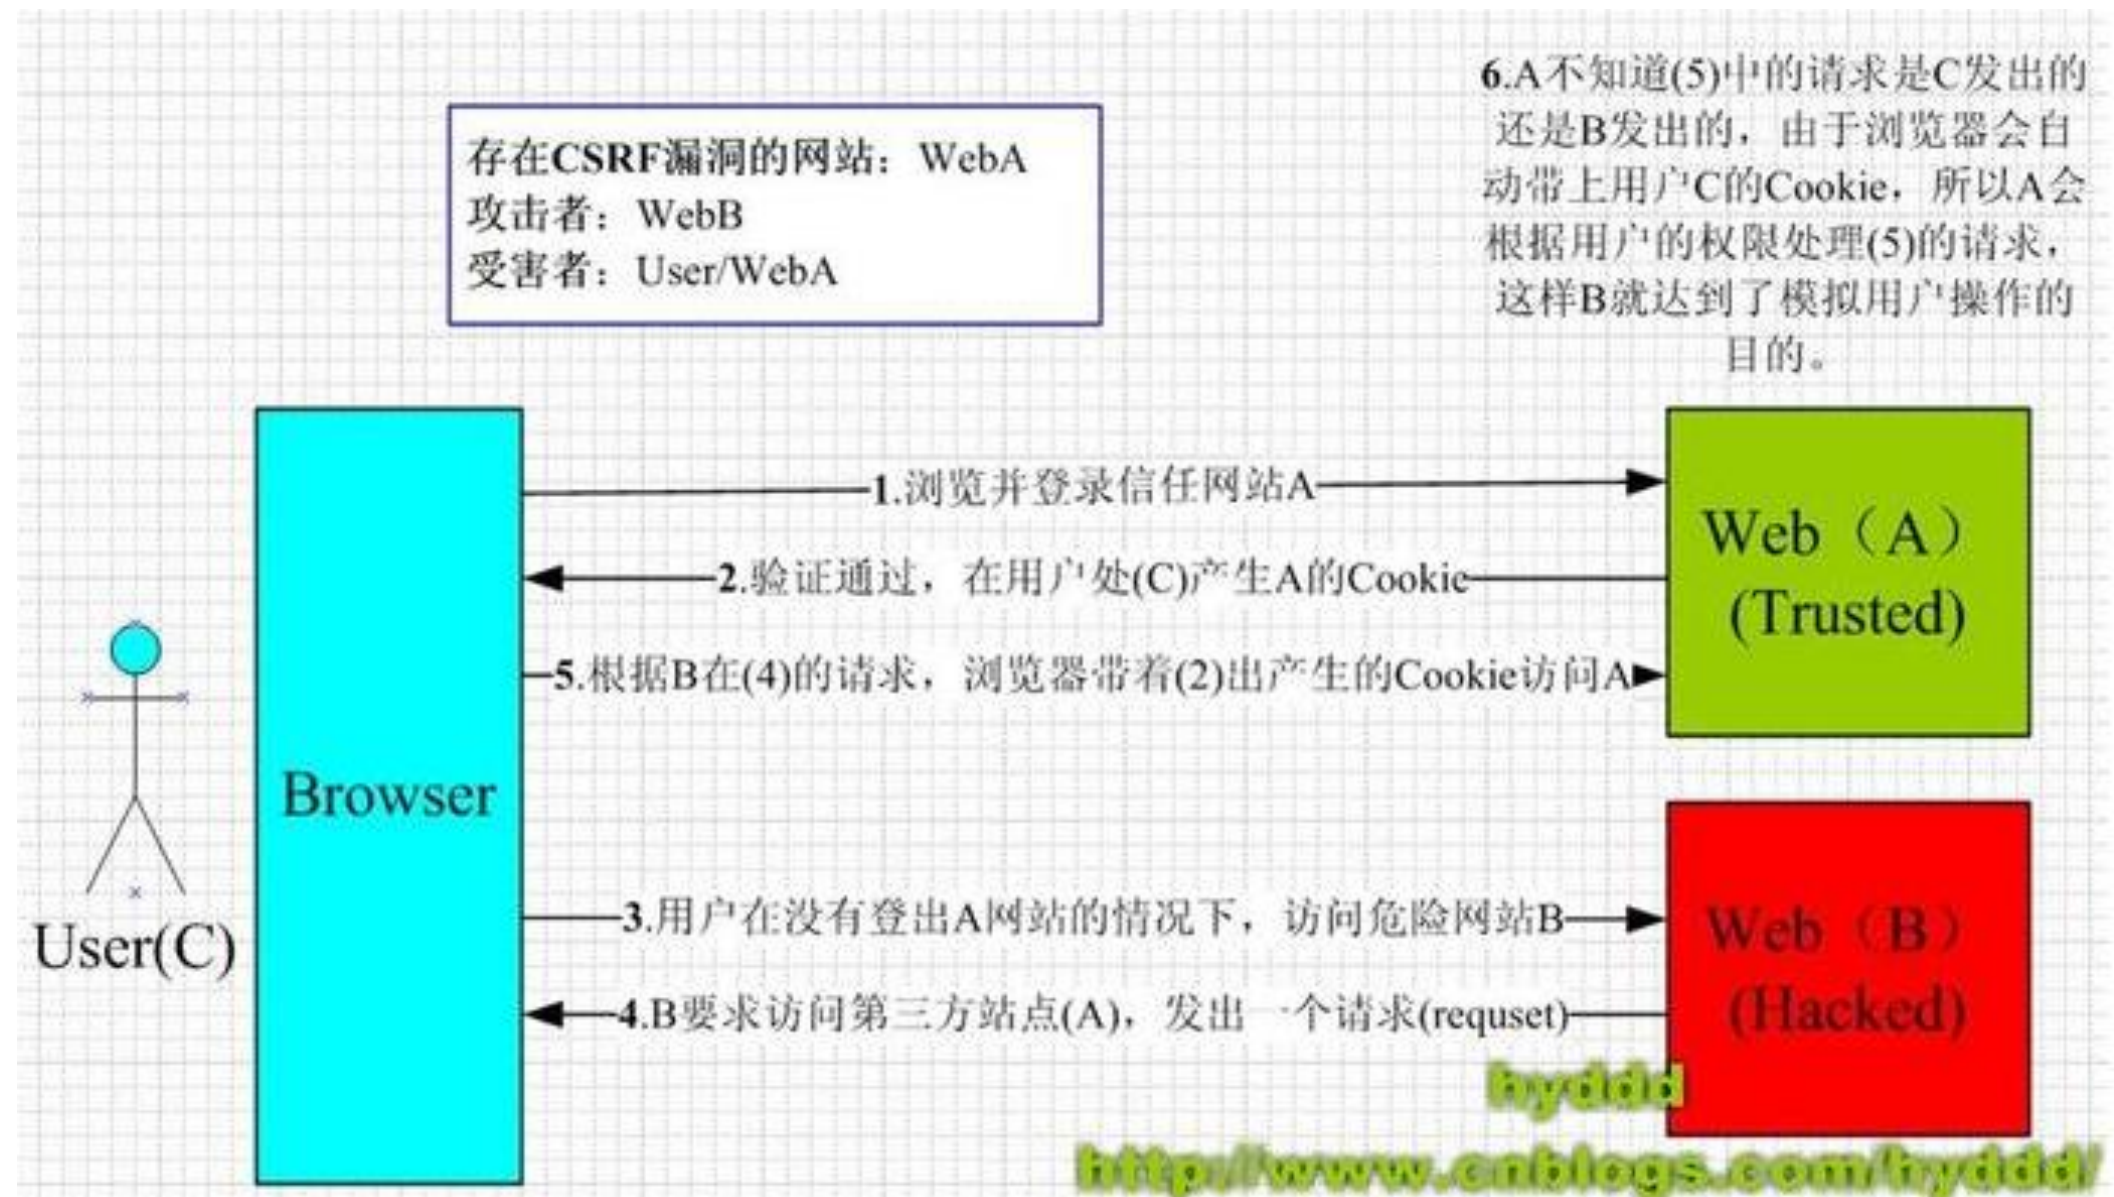 存在CSRF漏洞的网站：WebA
攻击者：WebB
受害者：User/WebA
6.A不知道(5)中的请求是C发出的
还是B发出的，由于浏览器会自
动带上用户C的Cookie，所以A会
根据用户的权限处理(5)的请求，
这样B就达到了模拟用户操作的
目的。
1.浏览并登录信任网站A
2.验证通过，在用户处(C)产生A的Cookie
5.根据B在(4)的请求，浏览器带着(2)出产生的Cookie访问A
Web（A）
(Trusted)
Browser
User(C)
3.用户在没有登出A网站的情况下，访问危险网站B
4.B要求访问第三方站点(A)，发出一个请求(requset)
Web（B）
(Hacked)
hyddd
http://www.cnblogs.com/hyddd/